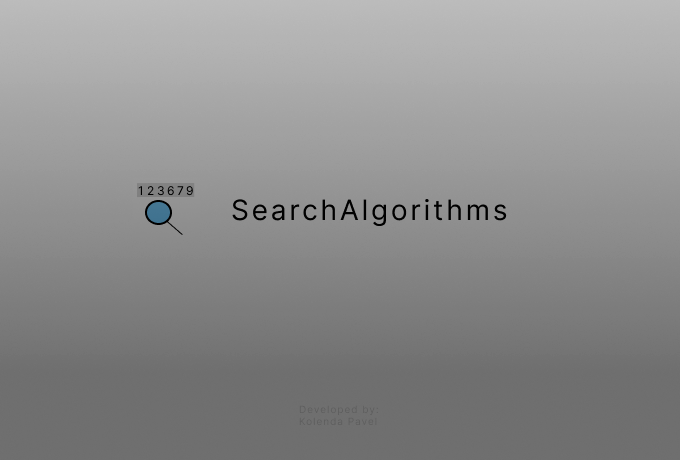 123679
SearchAlgorithms
Developed by:
Kolenda Pavel